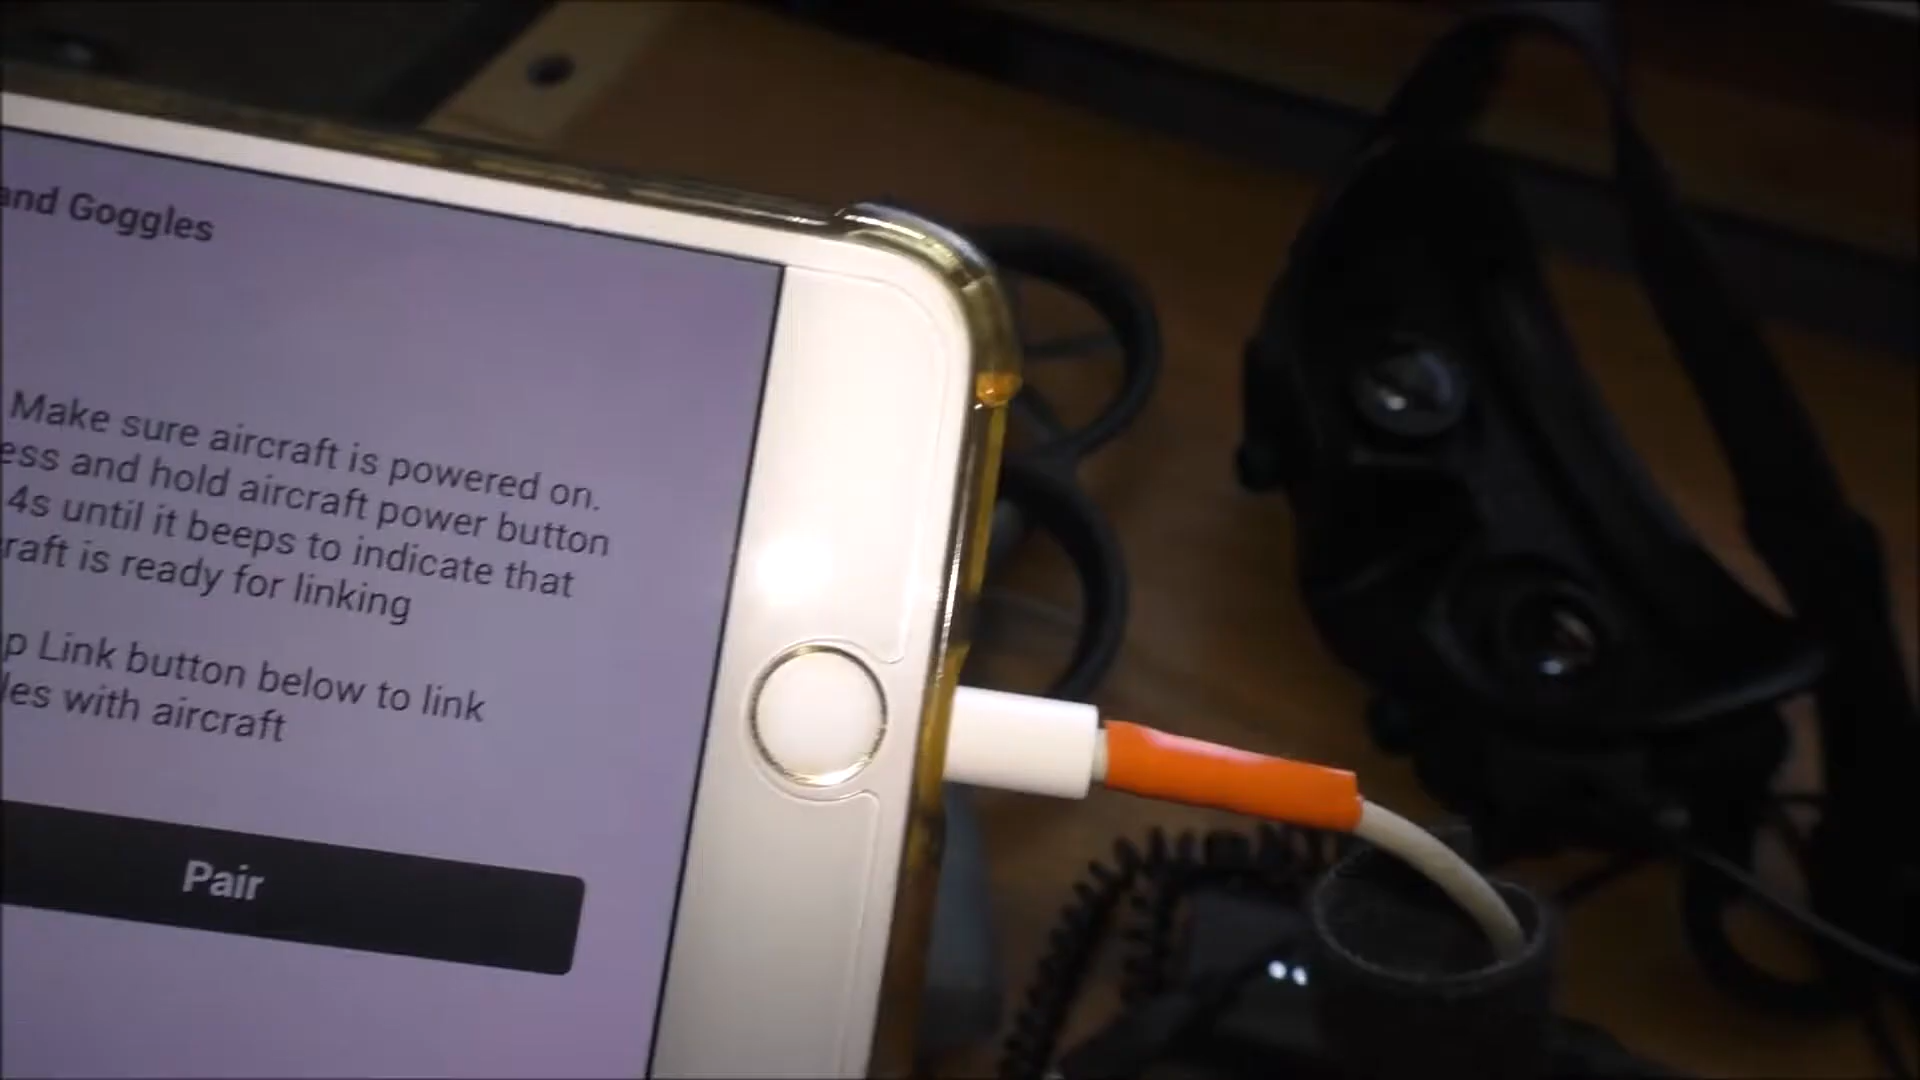 and Goggles
Make sure aircraft is powered on.
ess and hold aircraft power button
4s until it beeps to indicate that
raft is ready for linking
p Link button below to link
les with aircraft
Pair